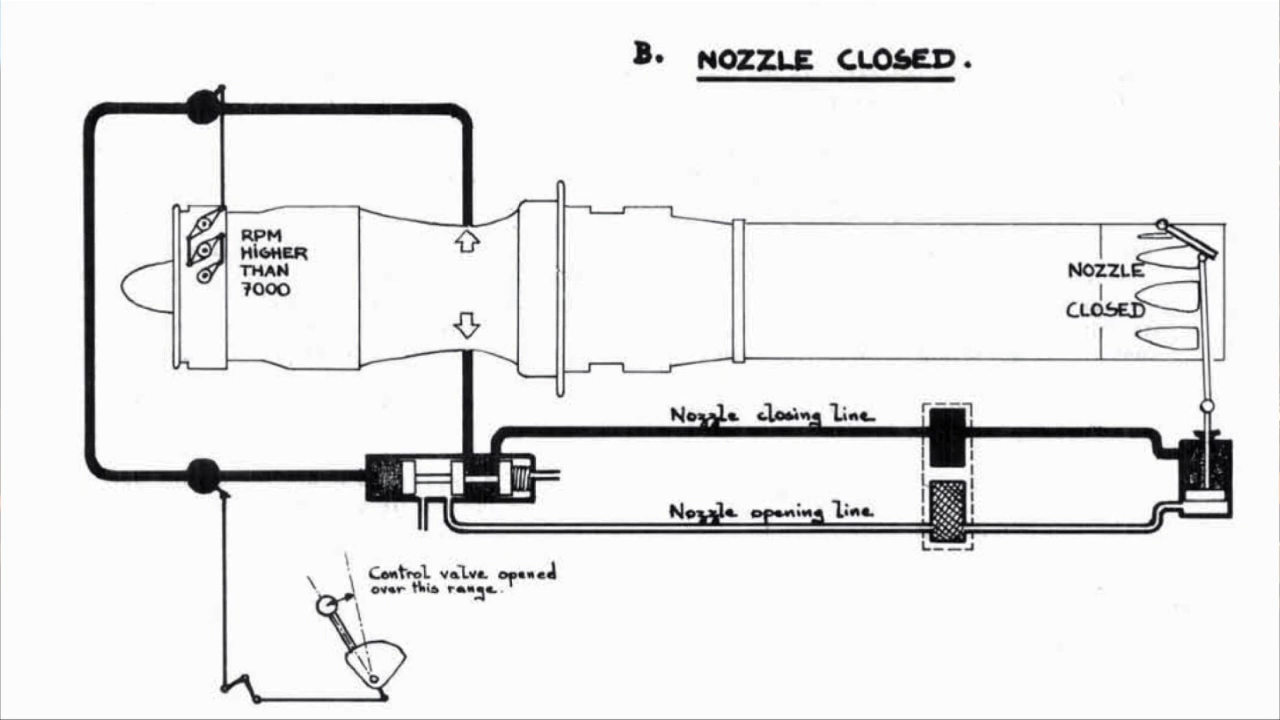 B. NOZZLE CLOSED.
RPM
HIGHER
THAN
7000
NOZZLE
CLOSED
Nozzle closing line
Nozzle opening line
Control valve opened
over this range.